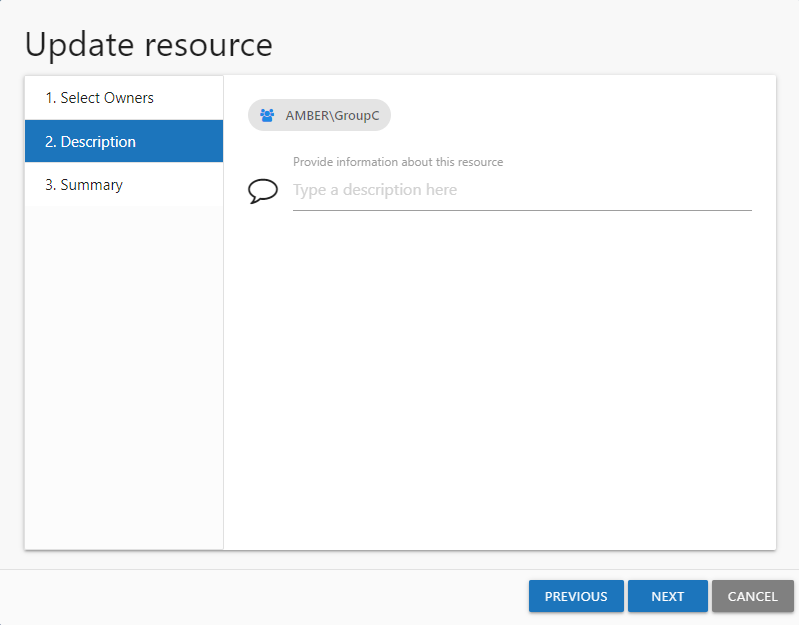 Update resource
1. Select Owners
2. Description
3. Summary
AMBER\GroupC
Provide information about this resource
Type a description here
PREVIOUS
NEXT
CANCEL